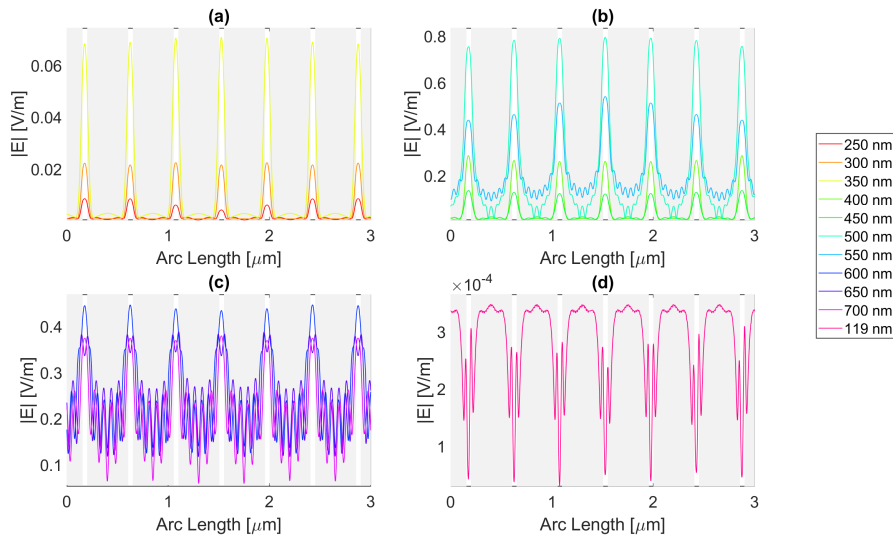 (a)
|E| [V/m]
0.06
0.04
0.02
0
1
2
3
Arc Length [μm]
(b)
|E| [V/m]
0.8
0.6
0.4
0.2
0
1
2
3
Arc Length [μm]
(c)
|E| [V/m]
0.4
0.3
0.2
0.1
0
1
2
3
Arc Length [μm]
(d)
×10⁻⁴
|E| [V/m]
3
2
1
0
1
2
3
Arc Length [μm]
250 nm
300 nm
350 nm
400 nm
450 nm
500 nm
550 nm
600 nm
650 nm
700 nm
119 nm